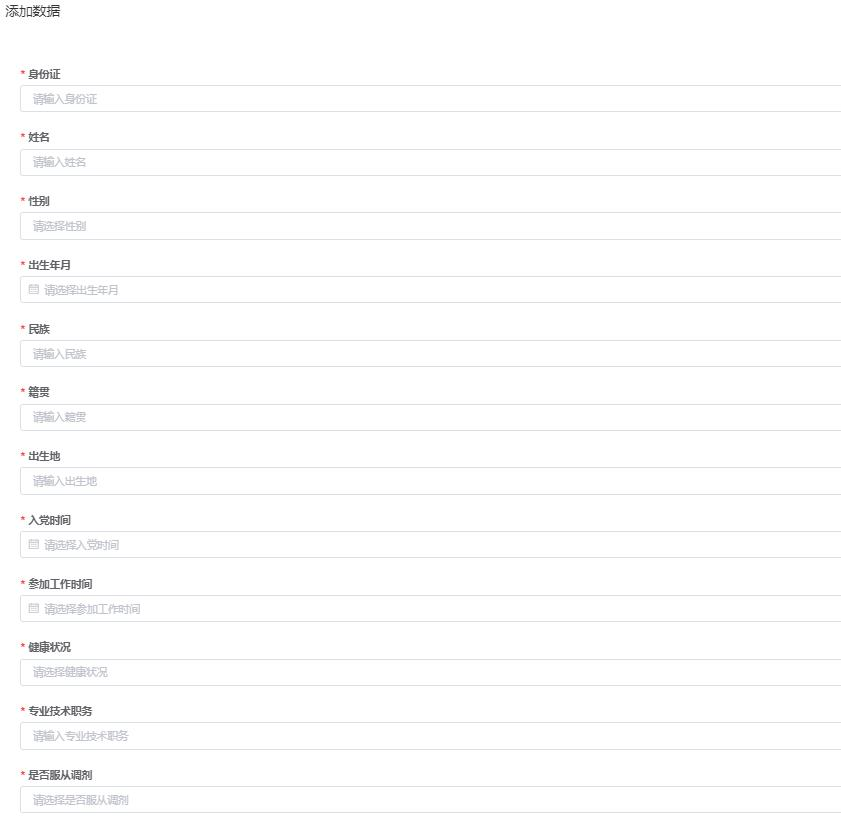 添加数据
* 身份证
请输入身份证
* 姓名
请输入姓名
* 性别
请选择性别
* 出生年月
请选择出生年月
* 民族
请输入民族
* 籍贯
请输入籍贯
* 出生地
请输入出生地
* 入党时间
请选择入党时间
* 参加工作时间
请选择参加工作时间
* 健康状况
请选择健康状况
* 专业技术职务
请输入专业技术职务
* 是否服从调剂
请选择是否服从调剂